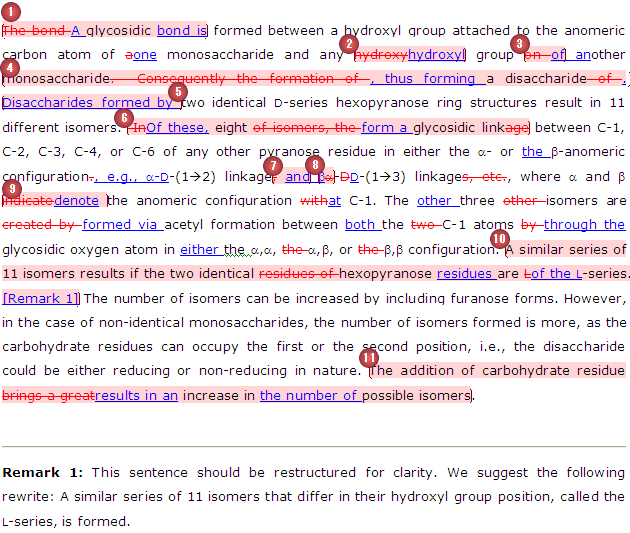 1
The bond A glycosidic bond is formed between a hydroxyl group attached to the anomeric
carbon atom of aone monosaccharide and any hydroxyhydroxyl group on of another
2 3
4
monosaccharide. Consequently the formation of , thus forming a disaccharide of .
Disaccharides formed by two identical D-series hexopyranose ring structures result in 11
5
different isomers. InOf these, eight of isomers, the form a glycosidic linkage between C-1,
6
C-2, C-3, C-4, or C-6 of any other pyranose residue in either the α- or the β-anomeric
configuration., e.g., α-D-(1→2) linkage, and βα-DD-(1→3) linkages, etc., where α and β
7 8
9
indicatedenote the anomeric configuration withat C-1. The other three other isomers are
created by formed via acetyl formation between both the two C-1 atoms by through the
glycosidic oxygen atom in either the α,α, the α,β, or the β,β configuration. A similar series of
10
11 isomers results if the two identical residues of hexopyranose residues are Lof the L-series.
[Remark 1] The number of isomers can be increased by including furanose forms. However,
in the case of non-identical monosaccharides, the number of isomers formed is more, as the
carbohydrate residues can occupy the first or the second position, i.e., the disaccharide
could be either reducing or non-reducing in nature. The addition of carbohydrate residue
11
brings a greatresults in an increase in the number of possible isomers.
Remark 1: This sentence should be restructured for clarity. We suggest the following
rewrite: A similar series of 11 isomers that differ in their hydroxyl group position, called the
L-series, is formed.